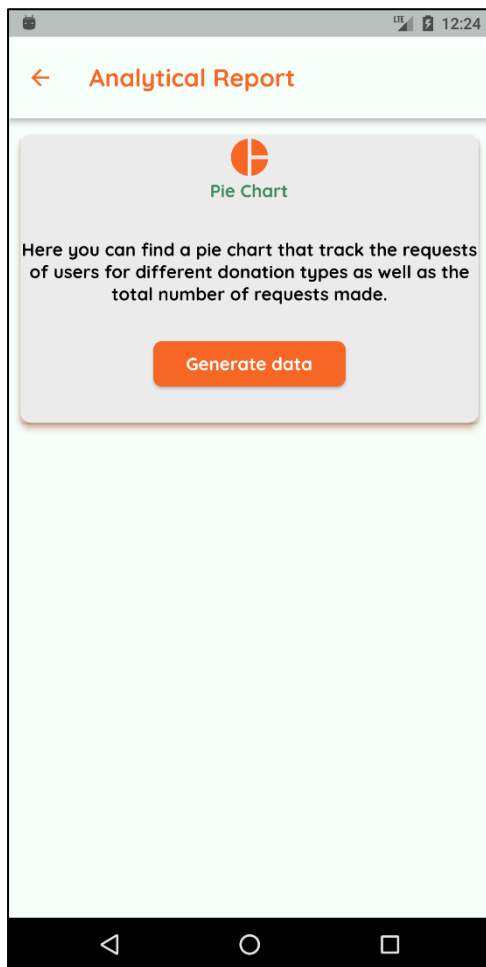 LTE 12:24
Analytical Report
Pie Chart
Here you can find a pie chart that track the requests
of users for different donation types as well as the
total number of requests made.
Generate data